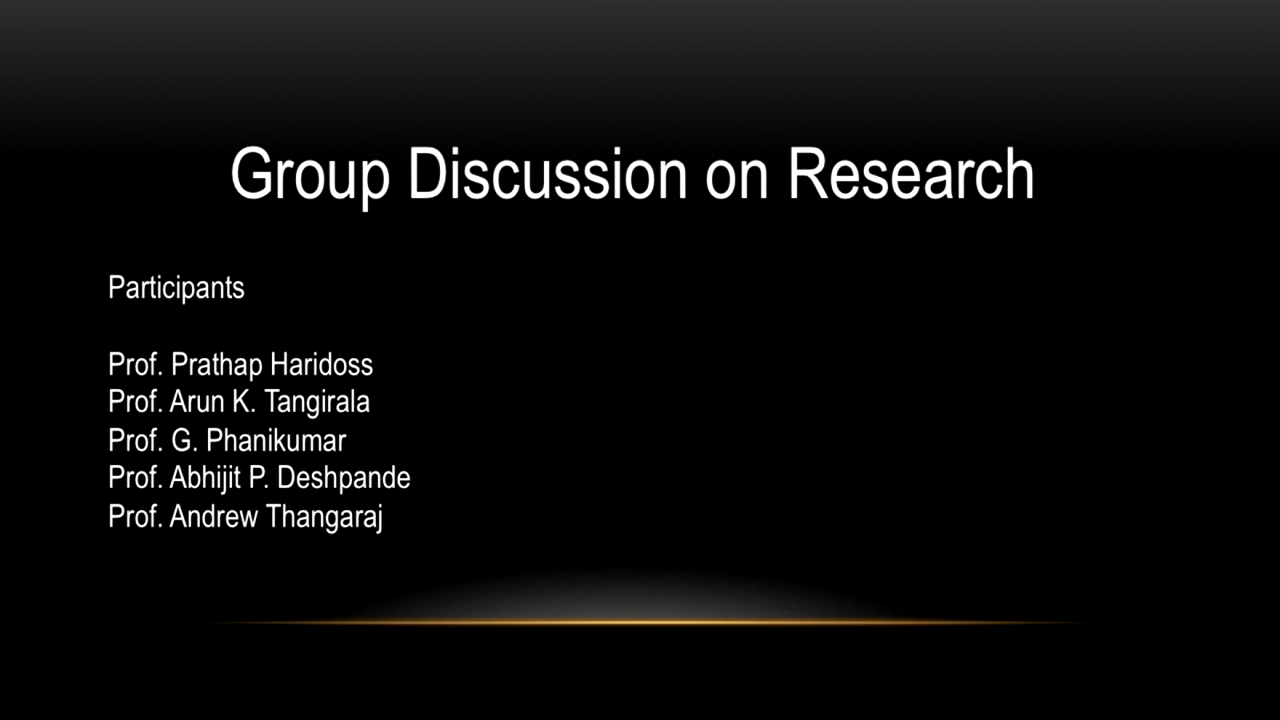 Group Discussion on Research
Participants
Prof. Prathap Haridoss
Prof. Arun K. Tangirala
Prof. G. Phanikumar
Prof. Abhijit P. Deshpande
Prof. Andrew Thangaraj